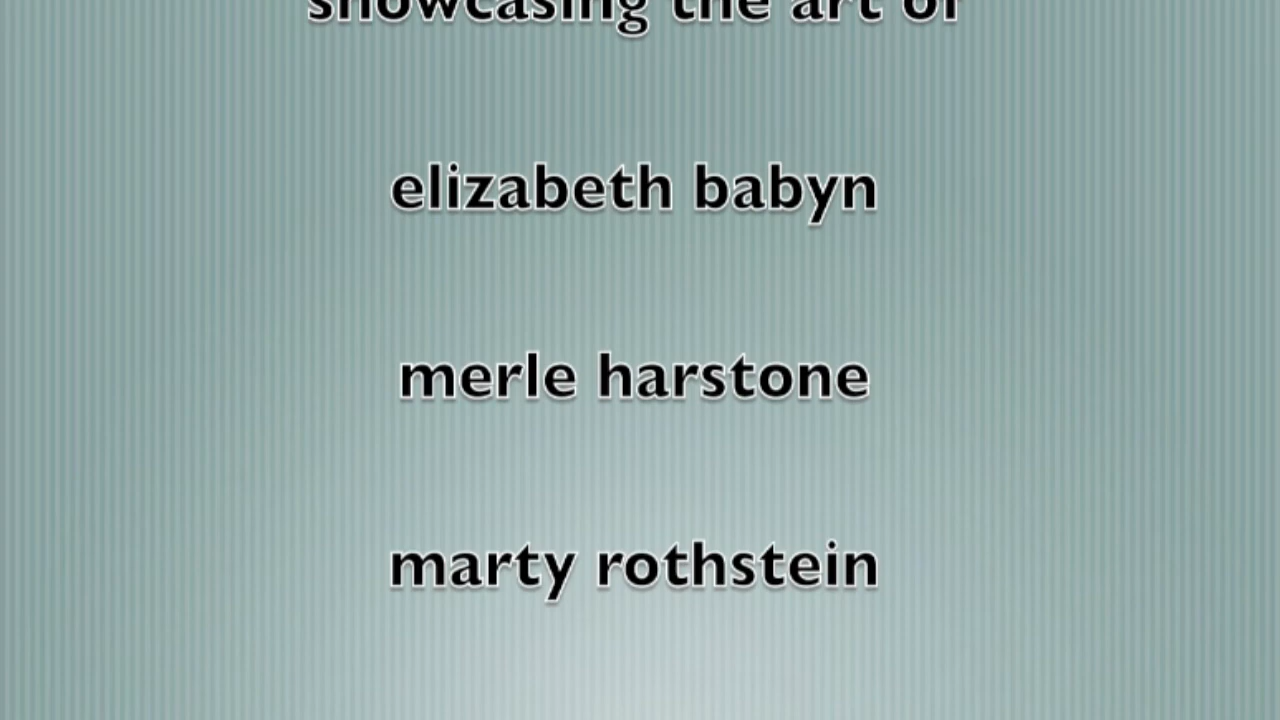 showcasing the art of
elizabeth babyn
merle harstone
marty rothstein